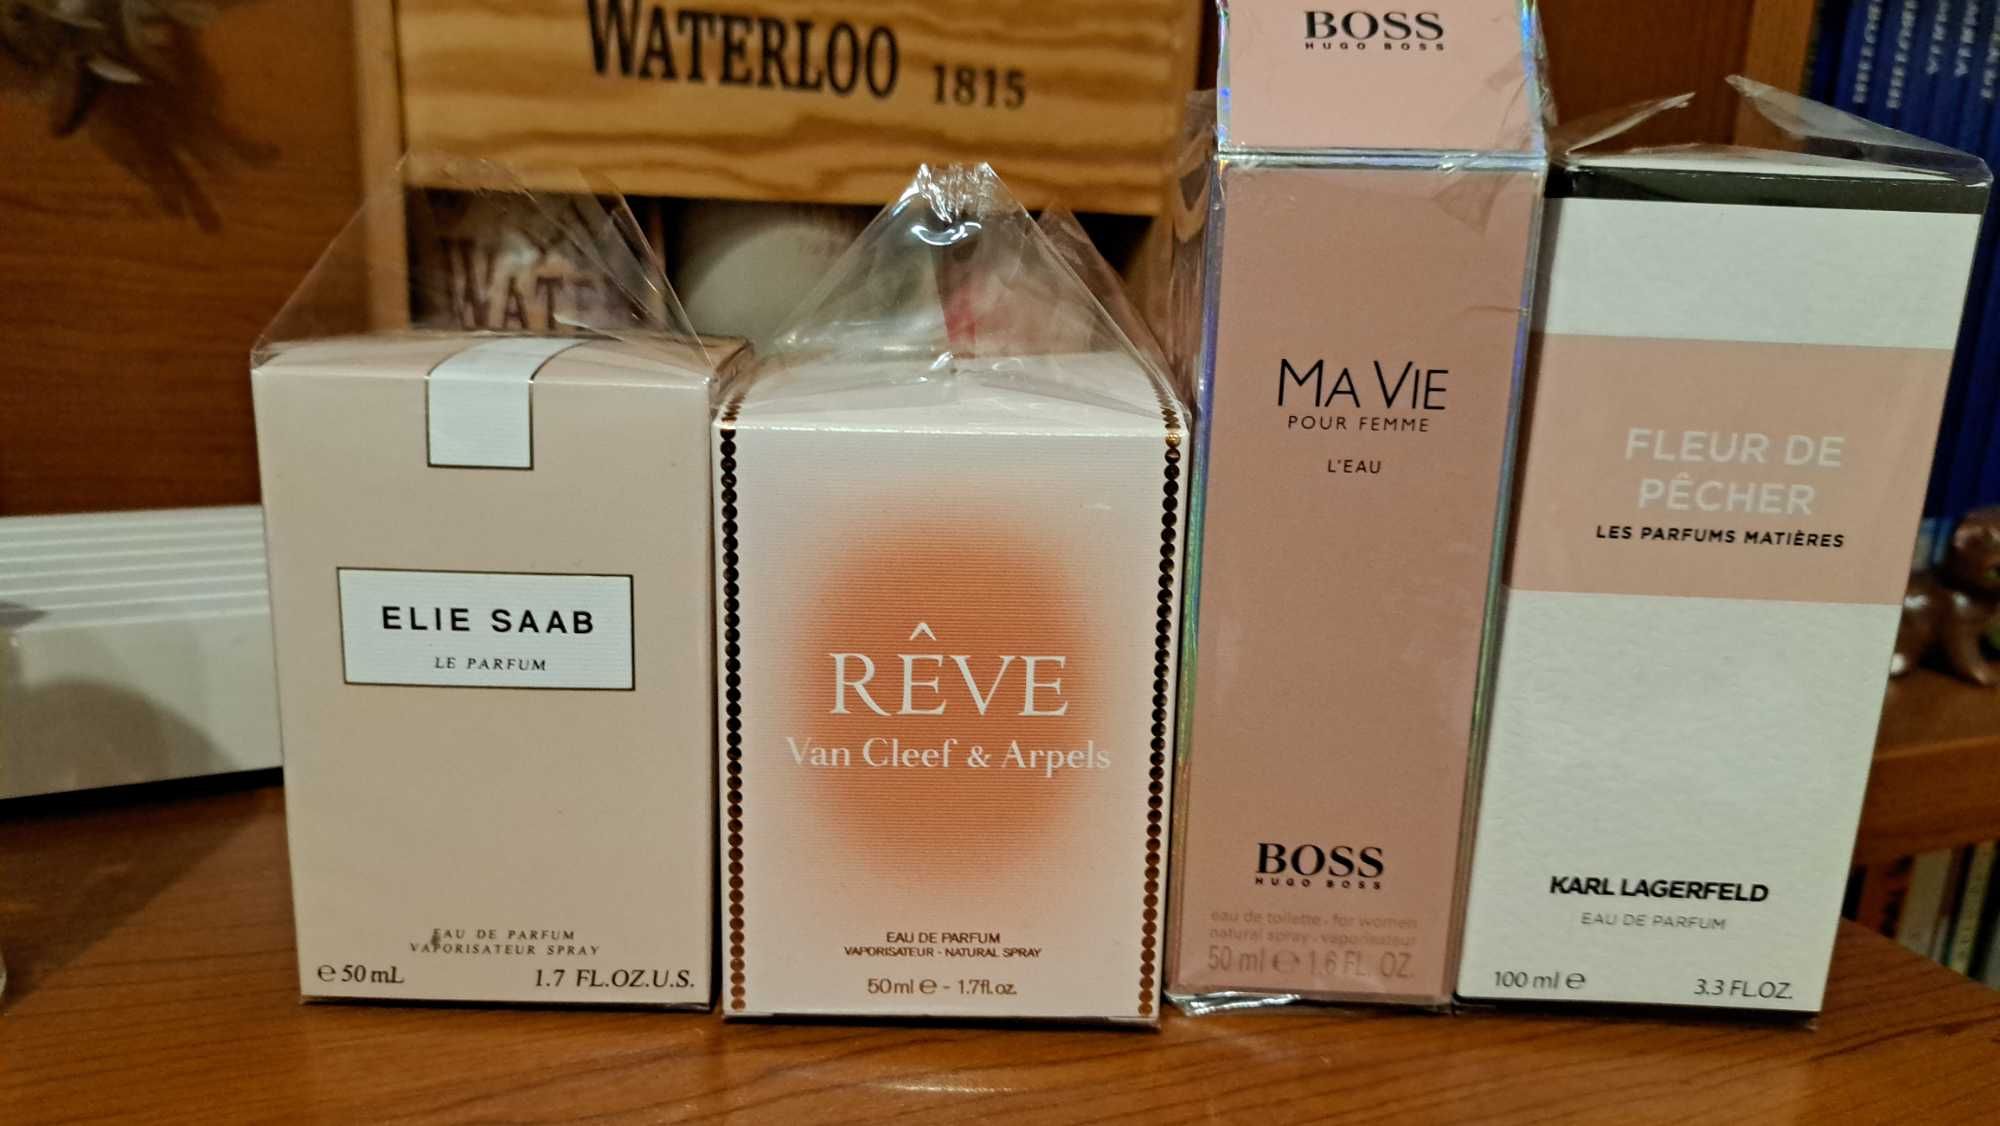 WATERLOO 1815
WAT
ELIE SAAB
LE PARFUM
EAU DE PARFUM
VAPORISATEUR SPRAY
℮ 50 mL 1.7 FL.OZ.U.S.
RÊVE
Van Cleef & Arpels
EAU DE PARFUM
VAPORISATEUR - NATURAL SPRAY
50 ml ℮ - 1.7fl.oz.
BOSS
HUGO BOSS
MA VIE
POUR FEMME
L'EAU
BOSS
HUGO BOSS
eau de toilette · for women
natural spray · vaporisateur
50 ml ℮ 1.6 FL. OZ.
FLEUR DE
PÊCHER
LES PARFUMS MATIÈRES
KARL LAGERFELD
EAU DE PARFUM
100 ml ℮ 3.3 FL.OZ.